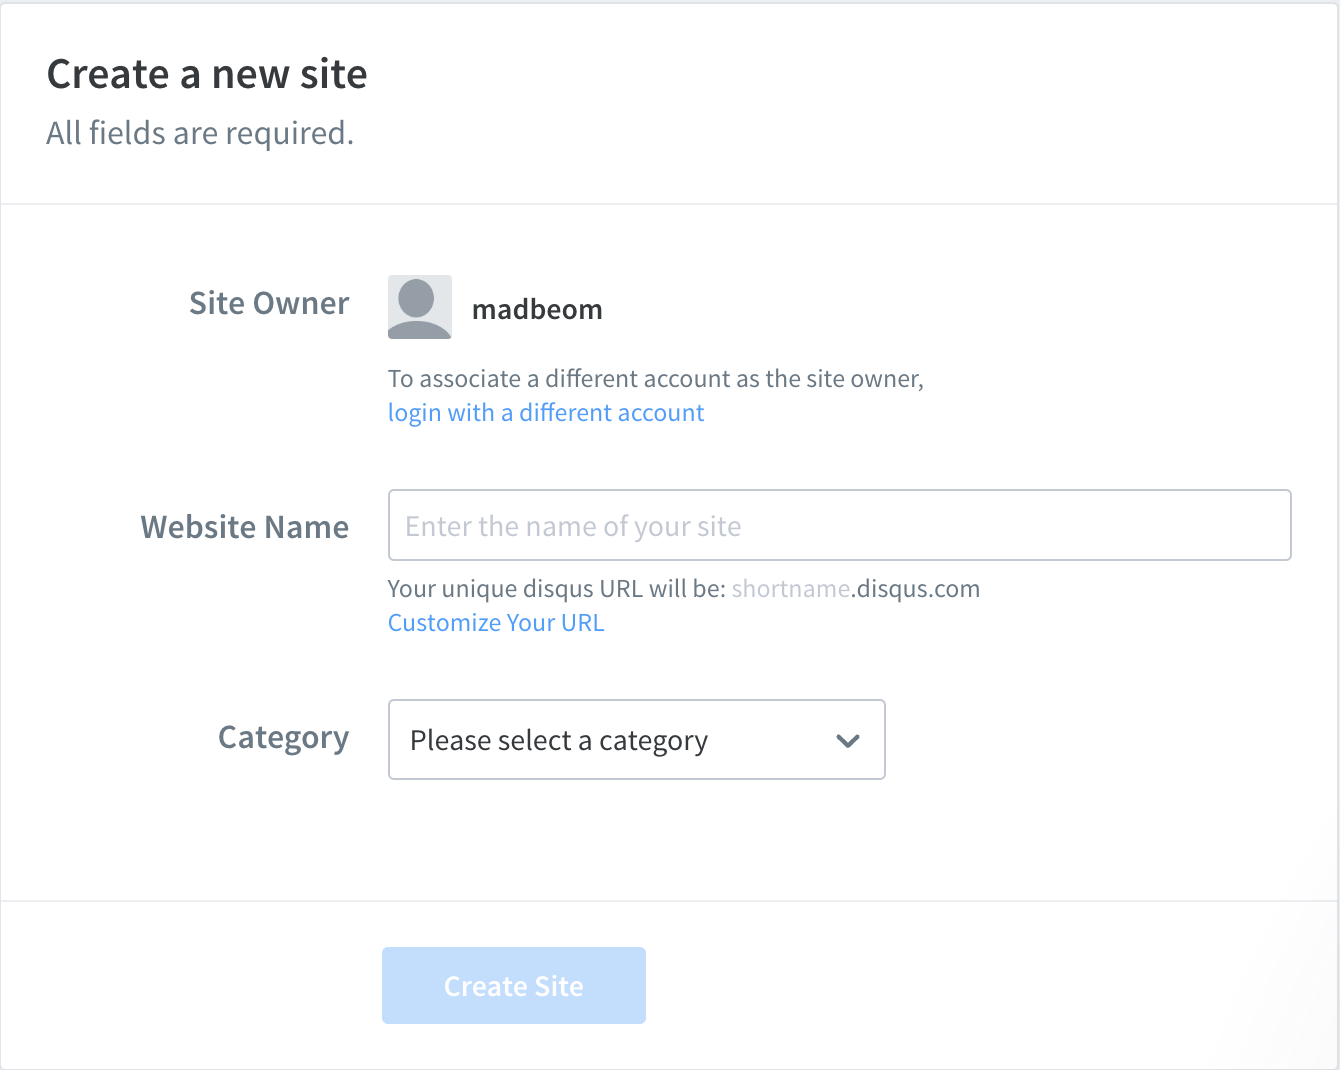 Create a new site
All fields are required.
Site Owner
madbeom
To associate a different account as the site owner,
login with a different account
Website Name
Enter the name of your site
Your unique disqus URL will be: shortname.disqus.com
Customize Your URL
Category
Please select a category
Create Site